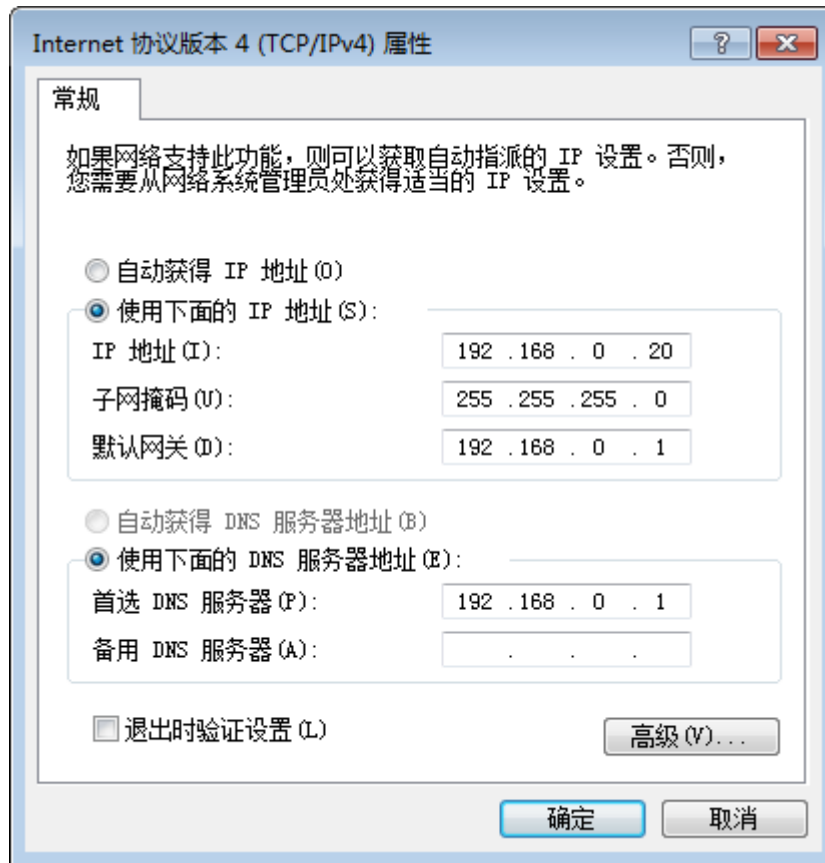 Internet 协议版本 4 (TCP/IPv4) 属性
常规
如果网络支持此功能，则可以获取自动指派的 IP 设置。否则，
您需要从网络系统管理员处获得适当的 IP 设置。
自动获得 IP 地址(O)
使用下面的 IP 地址(S):
IP 地址(I): 192 .168 . 0 . 20
子网掩码(U): 255 .255 .255 . 0
默认网关(D): 192 .168 . 0 . 1
自动获得 DNS 服务器地址(B)
使用下面的 DNS 服务器地址(E):
首选 DNS 服务器(P): 192 .168 . 0 . 1
备用 DNS 服务器(A): . . .
退出时验证设置(L)
高级(V)...
确定 取消